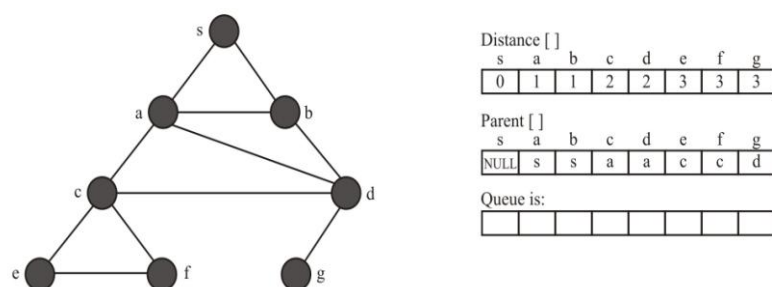 s
a
b
c
d
e
f
g
Distance [ ]
s a b c d e f g
0 1 1 2 2 3 3 3
Parent [ ]
s a b c d e f g
NULL s s a a c c d
Queue is: